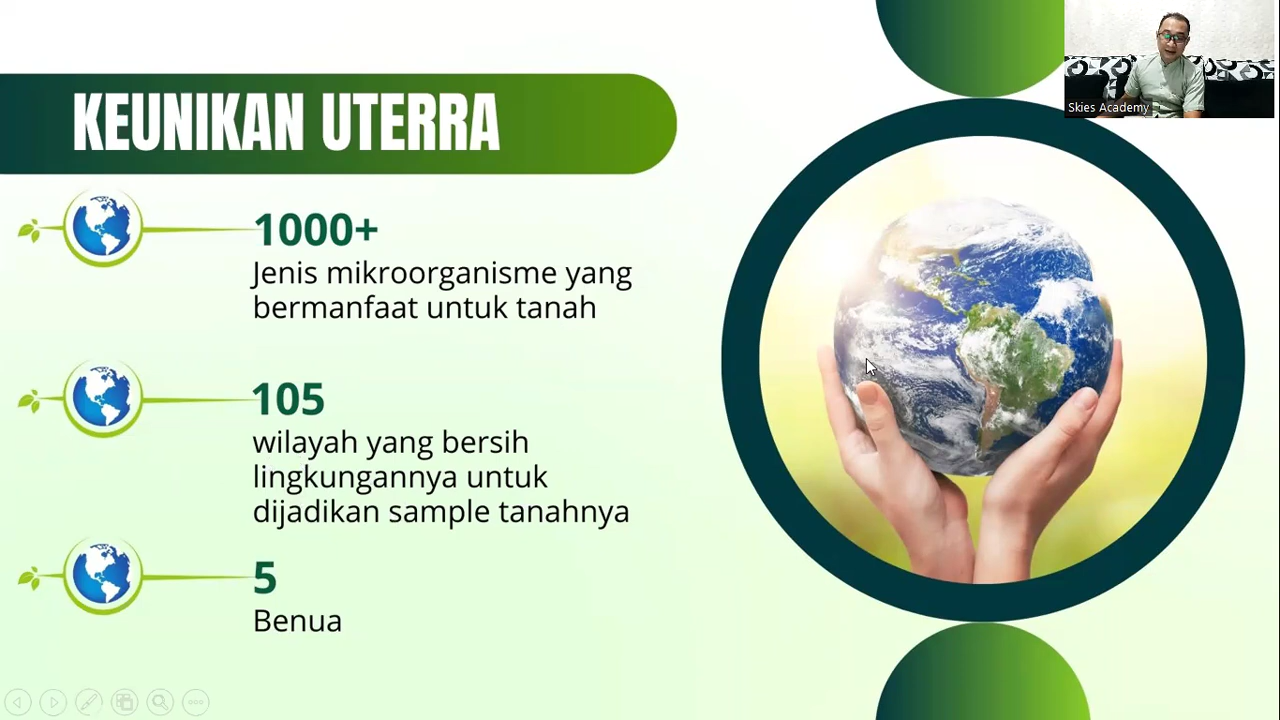 KEUNIKAN UTERRA
1000+
Jenis mikroorganisme yang
bermanfaat untuk tanah
105
wilayah yang bersih
lingkungannya untuk
dijadikan sample tanahnya
5
Benua
Skies Academy